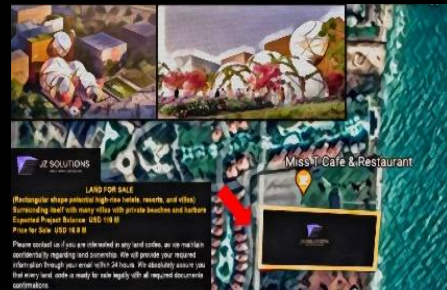 Miss T Cafe & Restaurant
JZ SOLUTIONS
LAND FOR SALE
(Rectangular shape potential high-rise hotels, resorts, and villas)
Surrounding itself with many villas with private beaches and harbors
Expected Project Balance: USD
Price for Sale: USD
Please contact us if you are interested in any land codes, as we maintain
confidentiality regarding land ownership. We will provide your required
information through your email within 24 hours. We absolutely assure you
that every land code is ready for sale legally with all required documents
confirmations.
JZ SOLUTIONS